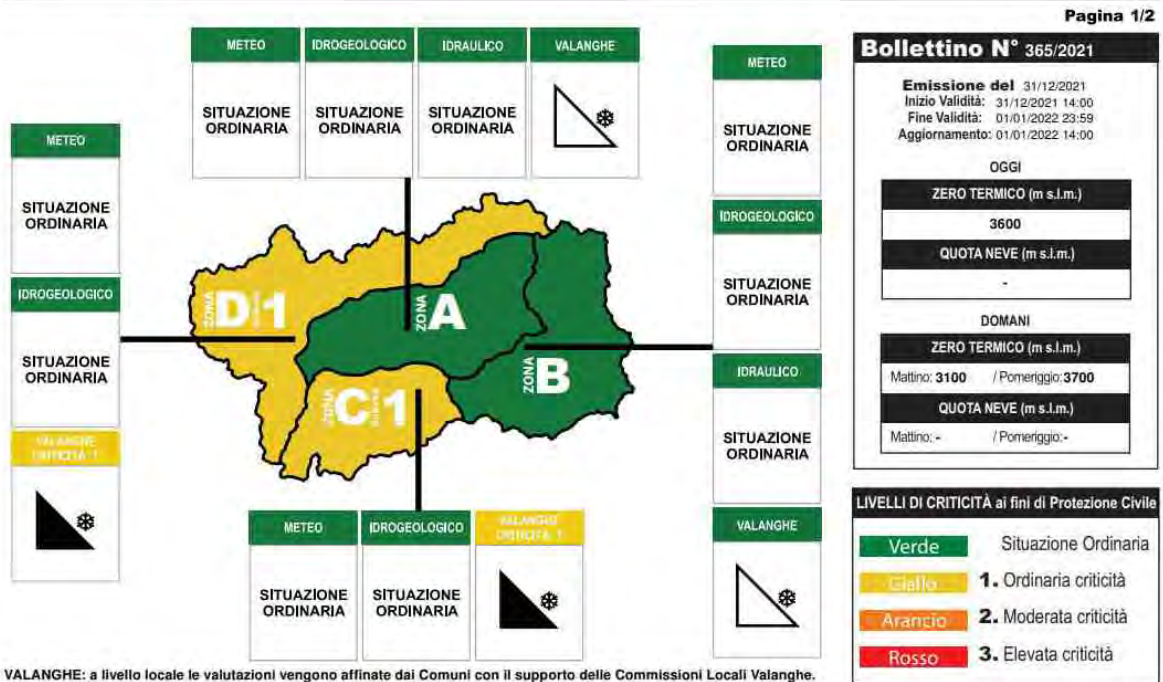 Pagina 1/2
METEO
SITUAZIONE
ORDINARIA
IDROGEOLOGICO
SITUAZIONE
ORDINARIA
IDRAULICO
SITUAZIONE
ORDINARIA
VALANGHE
METEO
SITUAZIONE
ORDINARIA
IDROGEOLOGICO
SITUAZIONE
ORDINARIA
VALANGHE
CRITICITÀ 1
ZONA
D1
ZONA
A
ZONA
B
ZONA
C1
METEO
SITUAZIONE
ORDINARIA
IDROGEOLOGICO
SITUAZIONE
ORDINARIA
VALANGHE
CRITICITÀ 1
METEO
SITUAZIONE
ORDINARIA
IDROGEOLOGICO
SITUAZIONE
ORDINARIA
IDRAULICO
SITUAZIONE
ORDINARIA
VALANGHE
Bollettino N° 365/2021
Emissione del 31/12/2021
Inizio Validità: 31/12/2021 14:00
Fine Validità: 01/01/2022 23:59
Aggiornamento: 01/01/2022 14:00
OGGI
ZERO TERMICO (m s.l.m.)
3600
QUOTA NEVE (m s.l.m.)
-
DOMANI
ZERO TERMICO (m s.l.m.)
Mattino: 3100 / Pomeriggio: 3700
QUOTA NEVE (m s.l.m.)
Mattino: - / Pomeriggio: -
LIVELLI DI CRITICITÀ ai fini di Protezione Civile
Verde Situazione Ordinaria
Giallo 1. Ordinaria criticità
Arancio 2. Moderata criticità
Rosso 3. Elevata criticità
VALANGHE: a livello locale le valutazioni vengono affinate dai Comuni con il supporto delle Commissioni Locali Valanghe.